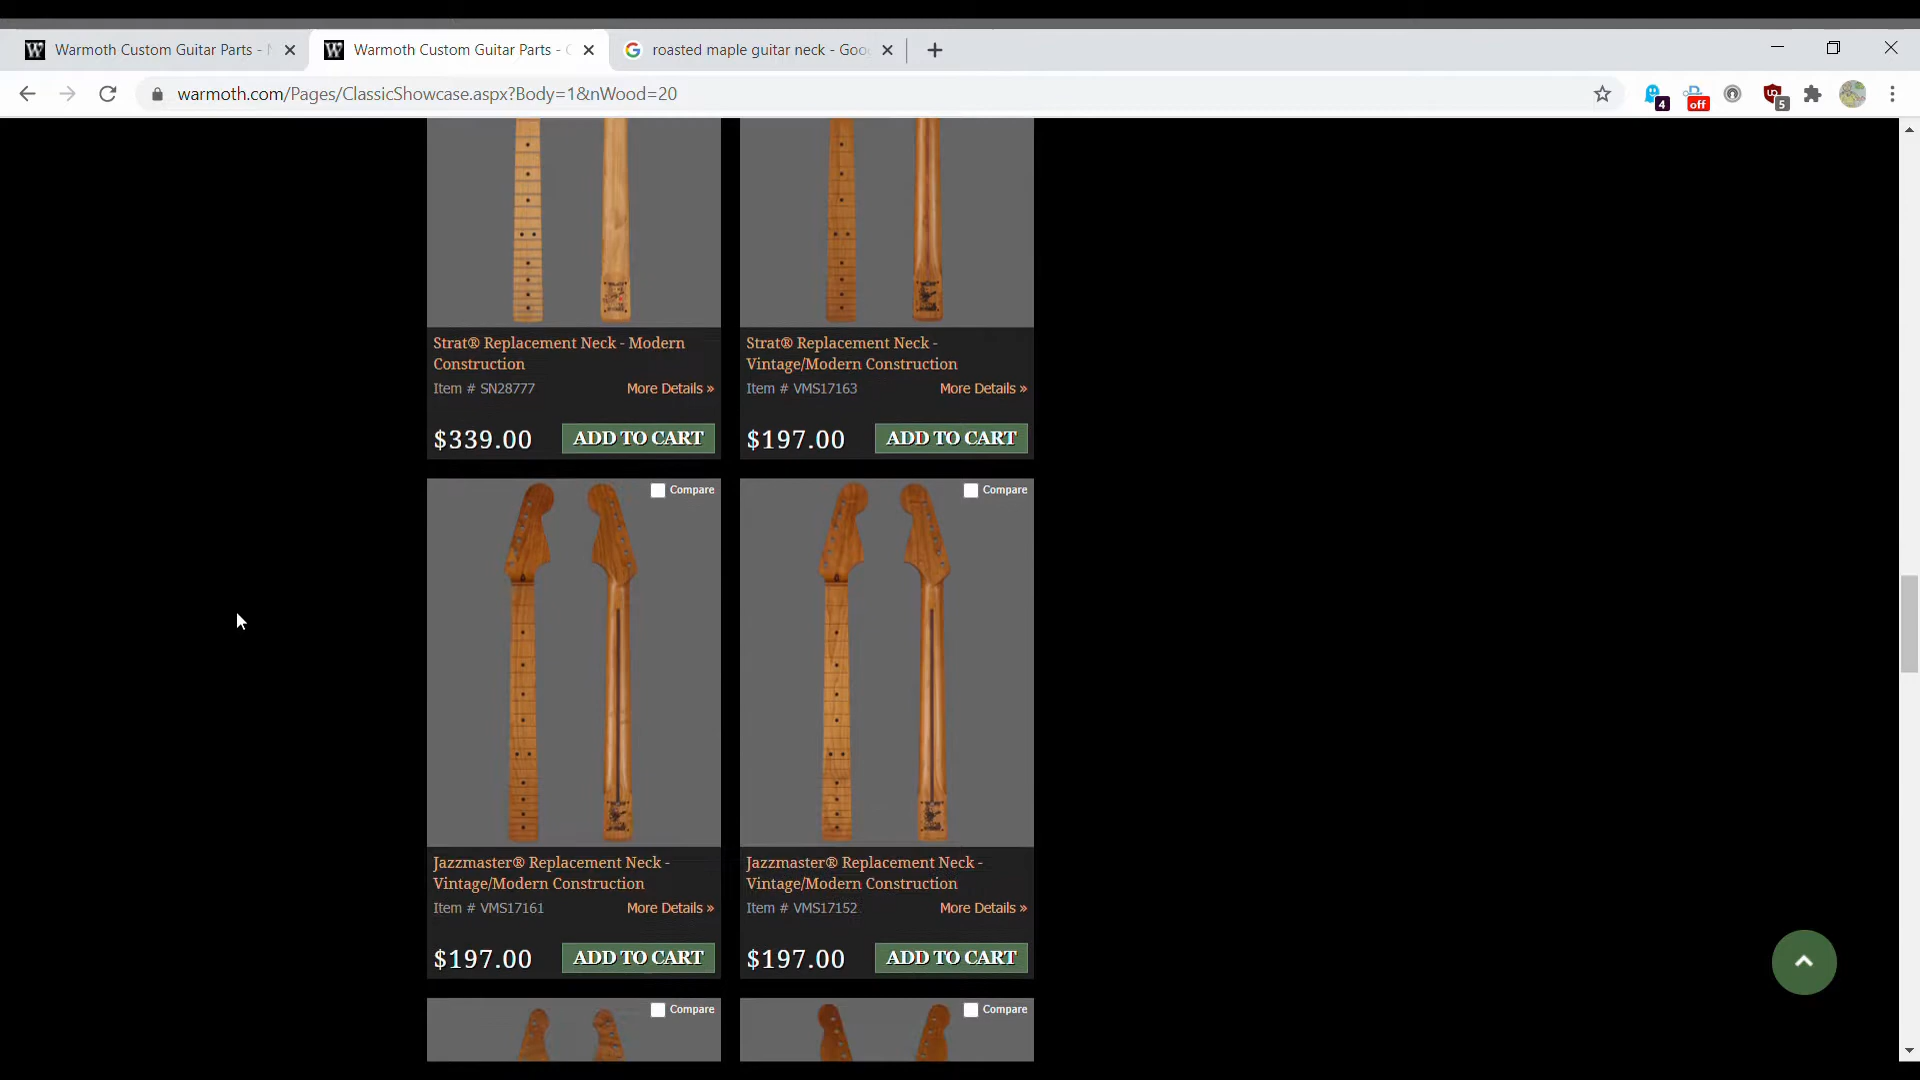 Warmoth Custom Guitar Parts -
Warmoth Custom Guitar Parts -
roasted maple guitar neck - Goo
warmoth.com/Pages/ClassicShowcase.aspx?Body=1&nWood=20
4
off
5
Strat® Replacement Neck - Modern
Construction
Item # SN28777
More Details »
$339.00
ADD TO CART
Strat® Replacement Neck -
Vintage/Modern Construction
Item # VMS17163
More Details »
$197.00
ADD TO CART
Compare
Jazzmaster® Replacement Neck -
Vintage/Modern Construction
Item # VMS17161
More Details »
$197.00
ADD TO CART
Compare
Jazzmaster® Replacement Neck -
Vintage/Modern Construction
Item # VMS17152
More Details »
$197.00
ADD TO CART
Compare
Compare